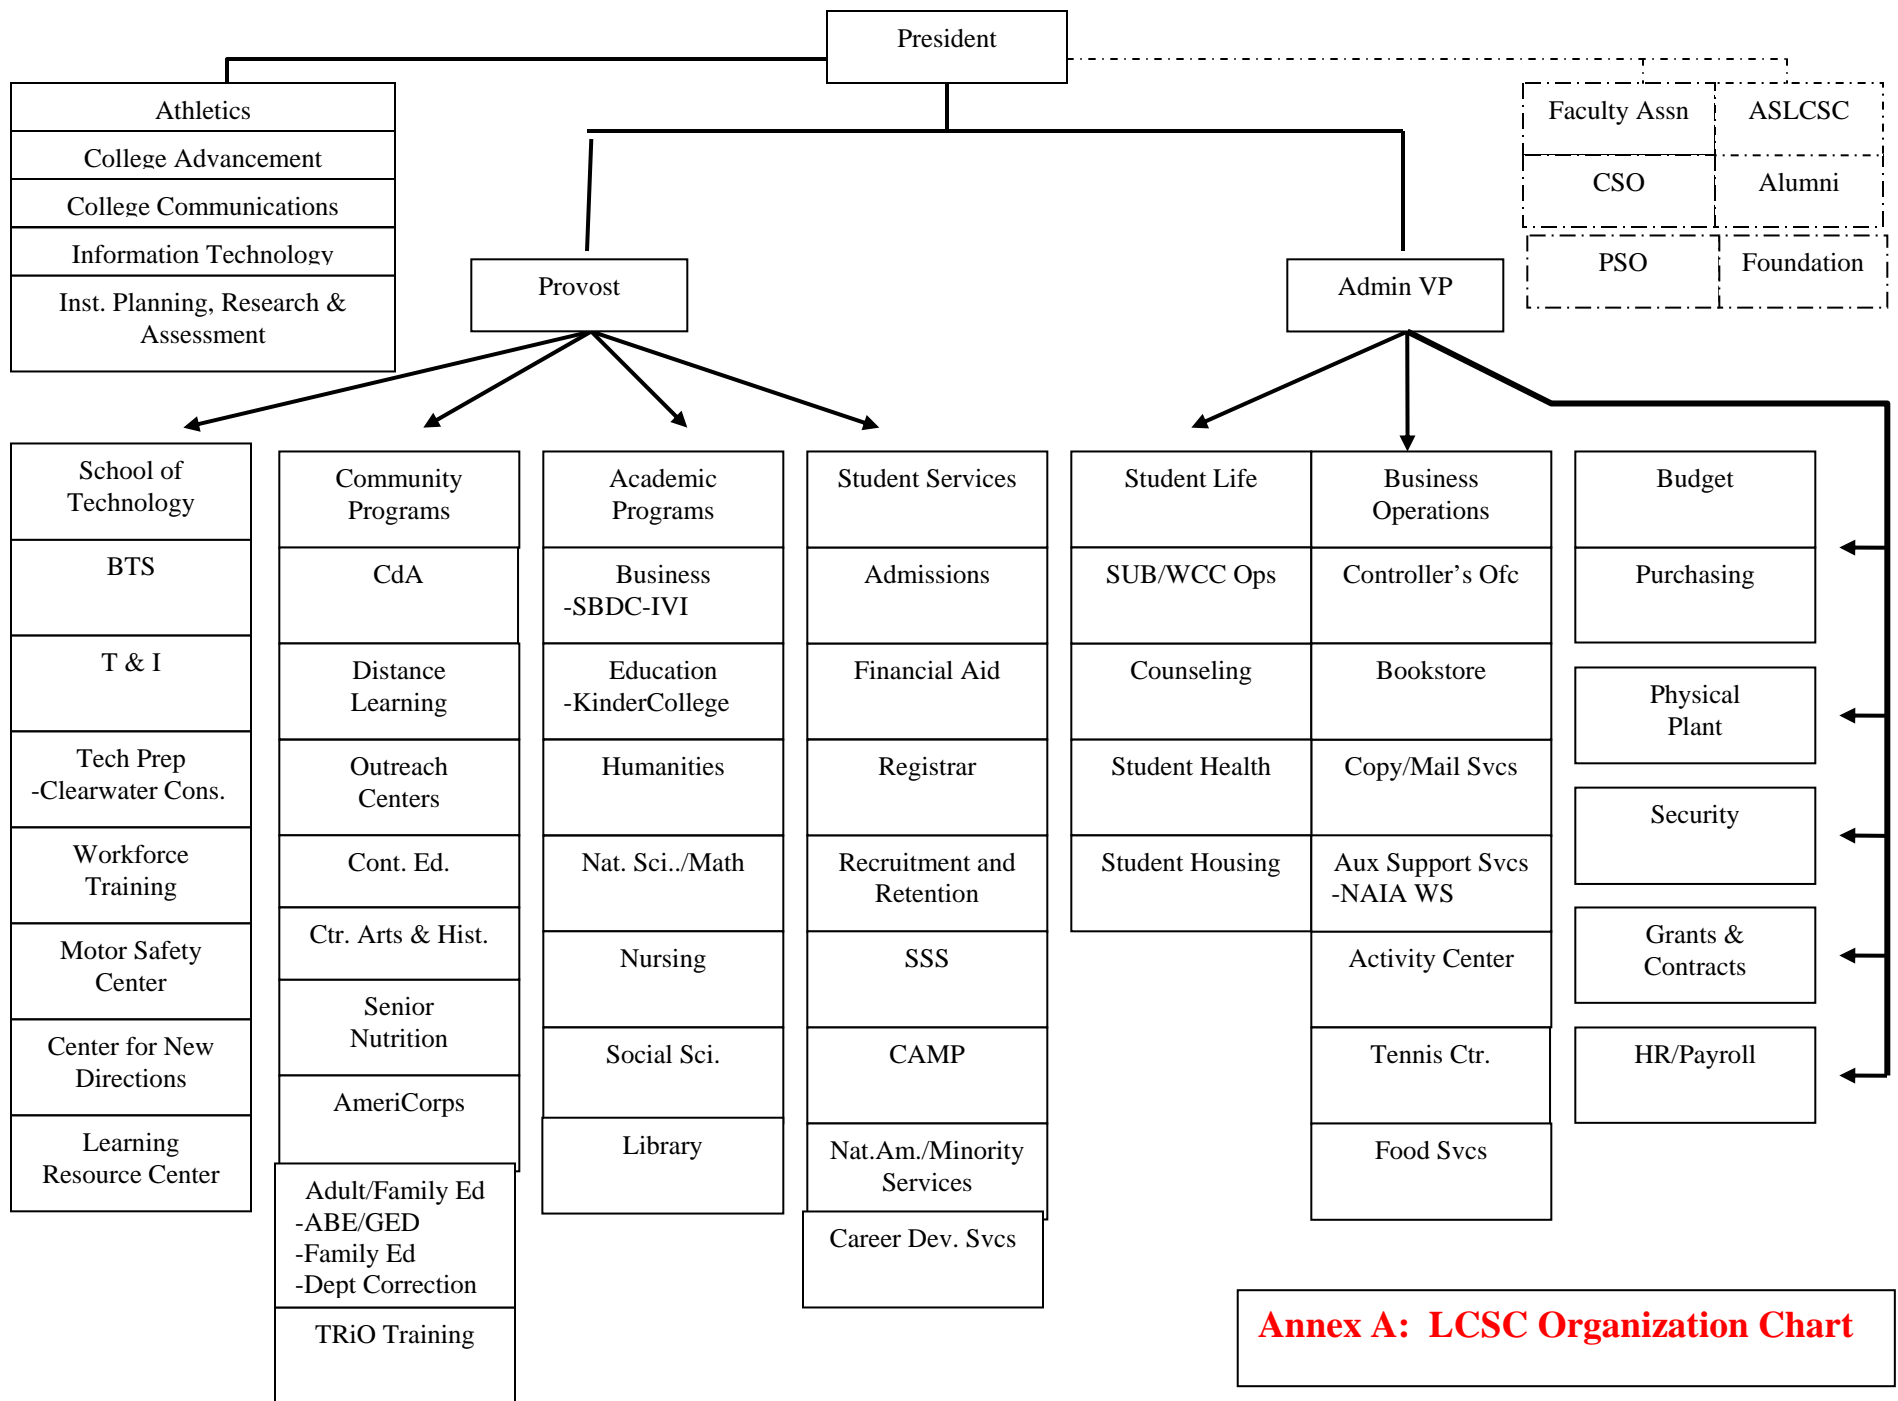 President
Athletics
College Advancement
College Communications
Information Technology
Inst. Planning, Research &
Assessment
Faculty Assn
ASLCSC
CSO
Alumni
PSO
Foundation
Provost
Admin VP
School of
Technology
BTS
T & I
Tech Prep
-Clearwater Cons.
Workforce
Training
Motor Safety
Center
Center for New
Directions
Learning
Resource Center
Community
Programs
CdA
Distance
Learning
Outreach
Centers
Cont. Ed.
Ctr. Arts & Hist.
Senior
Nutrition
AmeriCorps
Adult/Family Ed
-ABE/GED
-Family Ed
-Dept Correction
TRiO Training
Academic
Programs
Business
-SBDC-IVI
Education
-KinderCollege
Humanities
Nat. Sci../Math
Nursing
Social Sci.
Library
Student Services
Admissions
Financial Aid
Registrar
Recruitment and
Retention
SSS
CAMP
Nat.Am./Minority
Services
Career Dev. Svcs
Student Life
SUB/WCC Ops
Counseling
Student Health
Student Housing
Business
Operations
Controller’s Ofc
Bookstore
Copy/Mail Svcs
Aux Support Svcs
-NAIA WS
Activity Center
Tennis Ctr.
Food Svcs
Budget
Purchasing
Physical
Plant
Security
Grants &
Contracts
HR/Payroll
Annex A:  LCSC Organization Chart